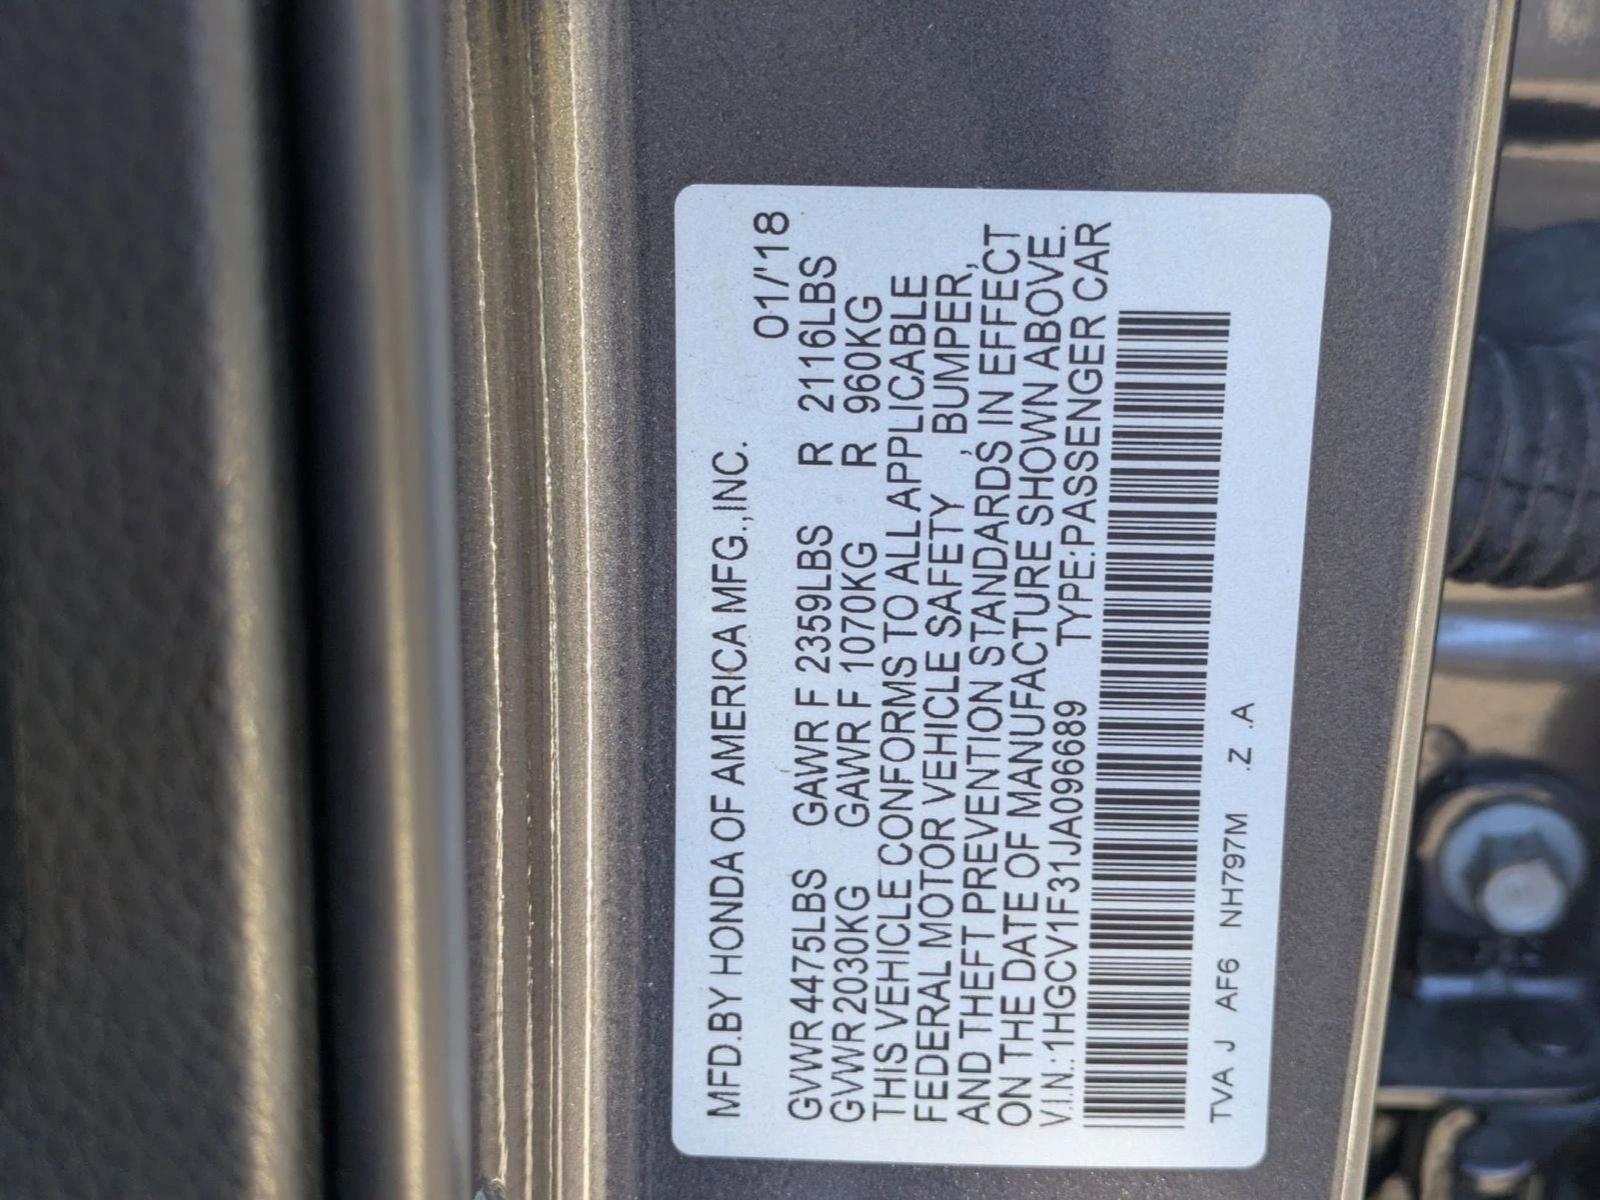 MFD.BY HONDA OF AMERICA MFG.,INC.
01/'18
GVWR 4475LBS GAWR F 2359LBS R 2116LBS
GVWR 2030KG GAWR F 1070KG R 960KG
THIS VEHICLE CONFORMS TO ALL APPLICABLE
FEDERAL MOTOR VEHICLE SAFETY , BUMPER,
AND THEFT PREVENTION STANDARDS IN EFFECT
ON THE DATE OF MANUFACTURE SHOWN ABOVE.
V.I.N.:1HGCV1F31JA096689 TYPE:PASSENGER CAR
TVA J AF6 NH797M .Z .A